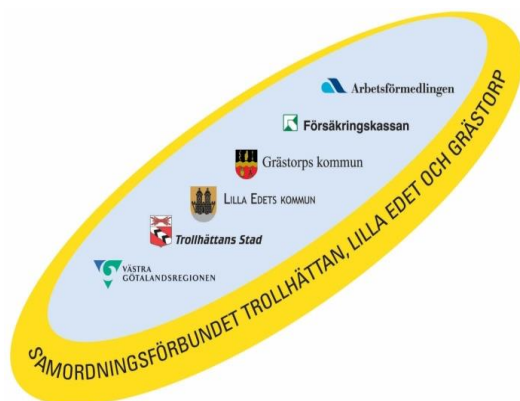 Arbetsförmedlingen
Försäkringskassan
Grästorps kommun
LILLA EDETS KOMMUN
Trollhättans Stad
VÄSTRA
GÖTALANDSREGIONEN
SAMORDNINGSFÖRBUNDET TROLLHÄTTAN, LILLA EDET OCH GRÄSTORP